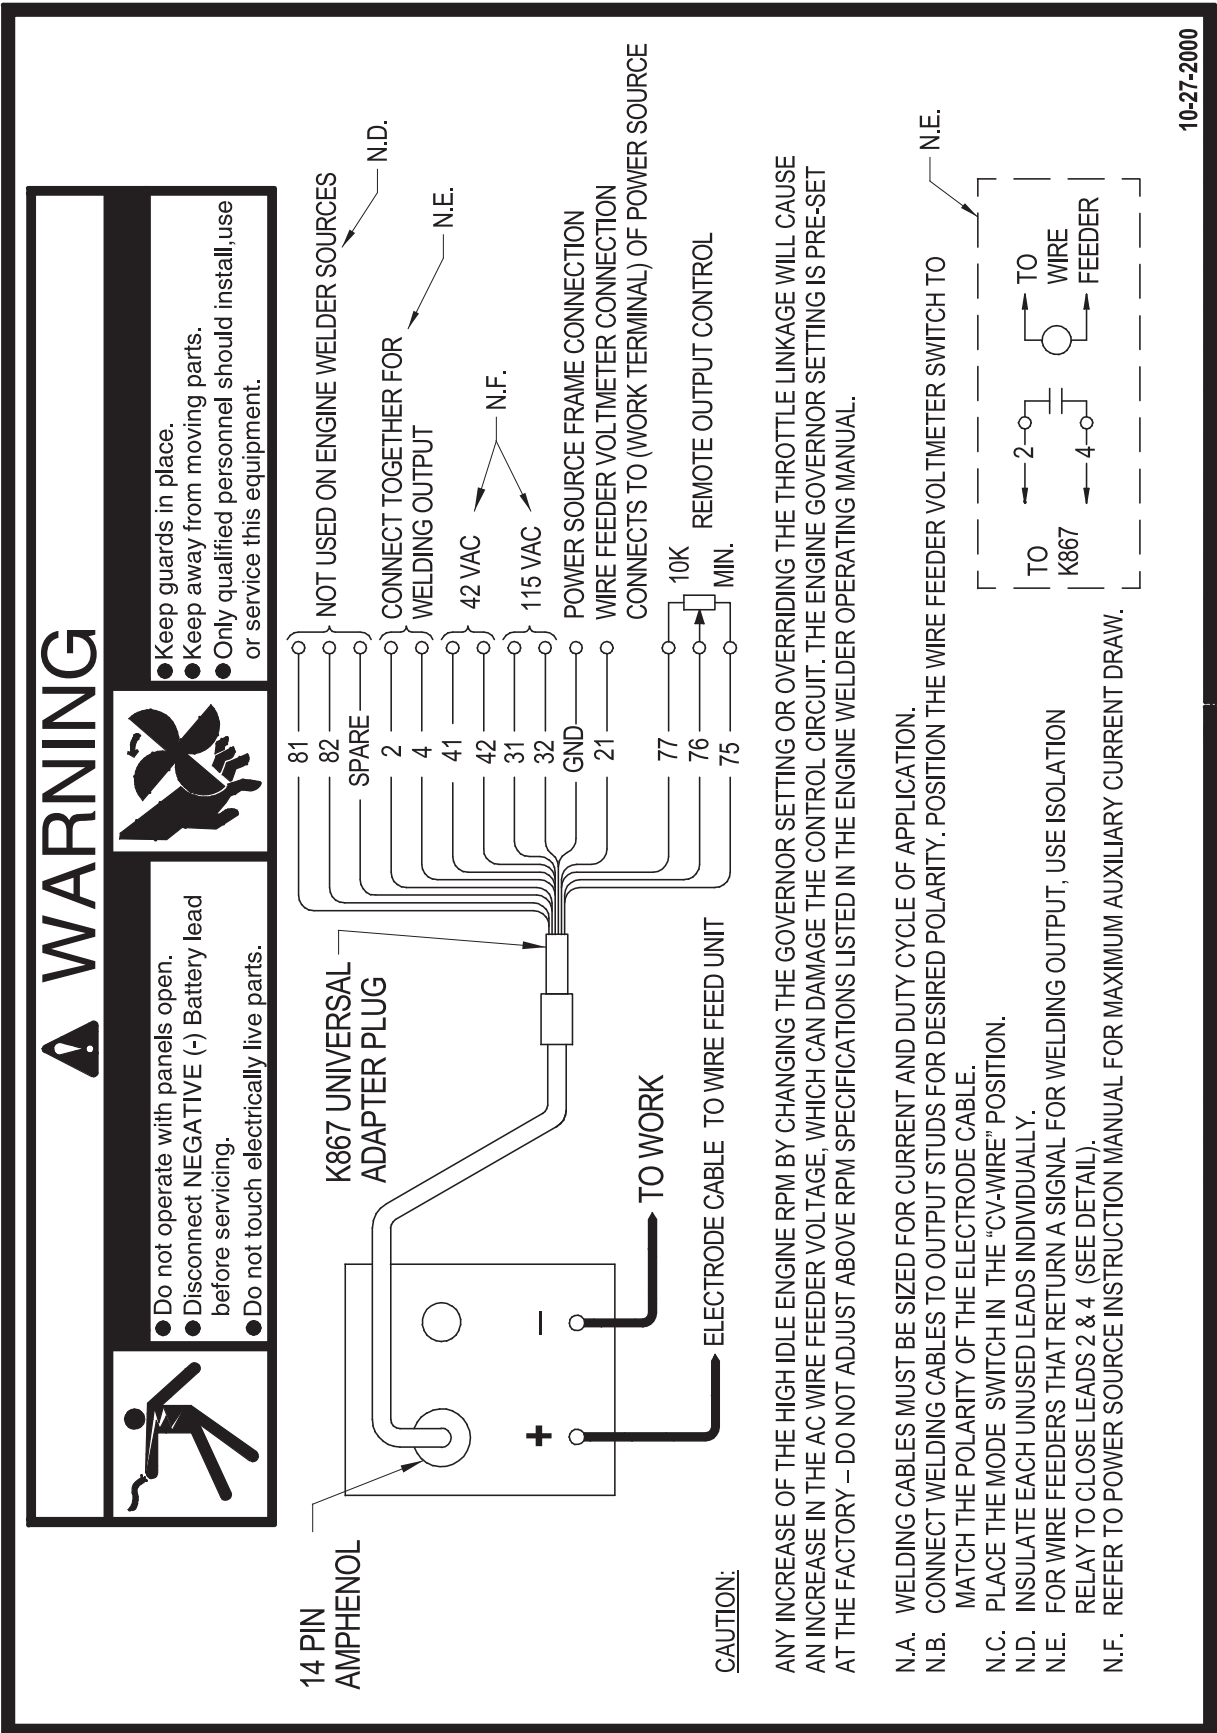 WARNING
● Do not operate with panels open.
● Disconnect NEGATIVE (-) Battery lead
before servicing.
● Do not touch electrically live parts.
● Keep guards in place.
● Keep away from moving parts.
● Only qualified personnel should install,use
or service this equipment.
14 PIN
AMPHENOL
K867 UNIVERSAL
ADAPTER PLUG
81
82
SPARE
2
4
41
42
31
32
GND
21
77
76
75
NOT USED ON ENGINE WELDER SOURCES
N.D.
CONNECT TOGETHER FOR
WELDING OUTPUT
N.E.
42 VAC
115 VAC
N.F.
POWER SOURCE FRAME CONNECTION
WIRE FEEDER VOLTMETER CONNECTION
CONNECTS TO (WORK TERMINAL) OF POWER SOURCE
10K
MIN.
REMOTE OUTPUT CONTROL
+
–
TO WORK
ELECTRODE CABLE TO WIRE FEED UNIT
CAUTION:
ANY INCREASE OF THE HIGH IDLE ENGINE RPM BY CHANGING THE GOVERNOR SETTING OR OVERRIDING THE THROTTLE LINKAGE WILL CAUSE
AN INCREASE IN THE AC WIRE FEEDER VOLTAGE, WHICH CAN DAMAGE THE CONTROL CIRCUIT. THE ENGINE GOVERNOR SETTING IS PRE-SET
AT THE FACTORY – DO NOT ADJUST ABOVE RPM SPECIFICATIONS LISTED IN THE ENGINE WELDER OPERATING MANUAL.
N.A. WELDING CABLES MUST BE SIZED FOR CURRENT AND DUTY CYCLE OF APPLICATION.
N.B. CONNECT WELDING CABLES TO OUTPUT STUDS FOR DESIRED POLARITY. POSITION THE WIRE FEEDER VOLTMETER SWITCH TO
MATCH THE POLARITY OF THE ELECTRODE CABLE.
N.C. PLACE THE MODE SWITCH IN THE “CV-WIRE” POSITION.
N.D. INSULATE EACH UNUSED LEADS INDIVIDUALLY.
N.E. FOR WIRE FEEDERS THAT RETURN A SIGNAL FOR WELDING OUTPUT, USE ISOLATION
RELAY TO CLOSE LEADS 2 & 4 (SEE DETAIL).
N.F. REFER TO POWER SOURCE INSTRUCTION MANUAL FOR MAXIMUM AUXILIARY CURRENT DRAW.
N.E.
TO
K867
2
4
TO
WIRE
FEEDER
10-27-2000